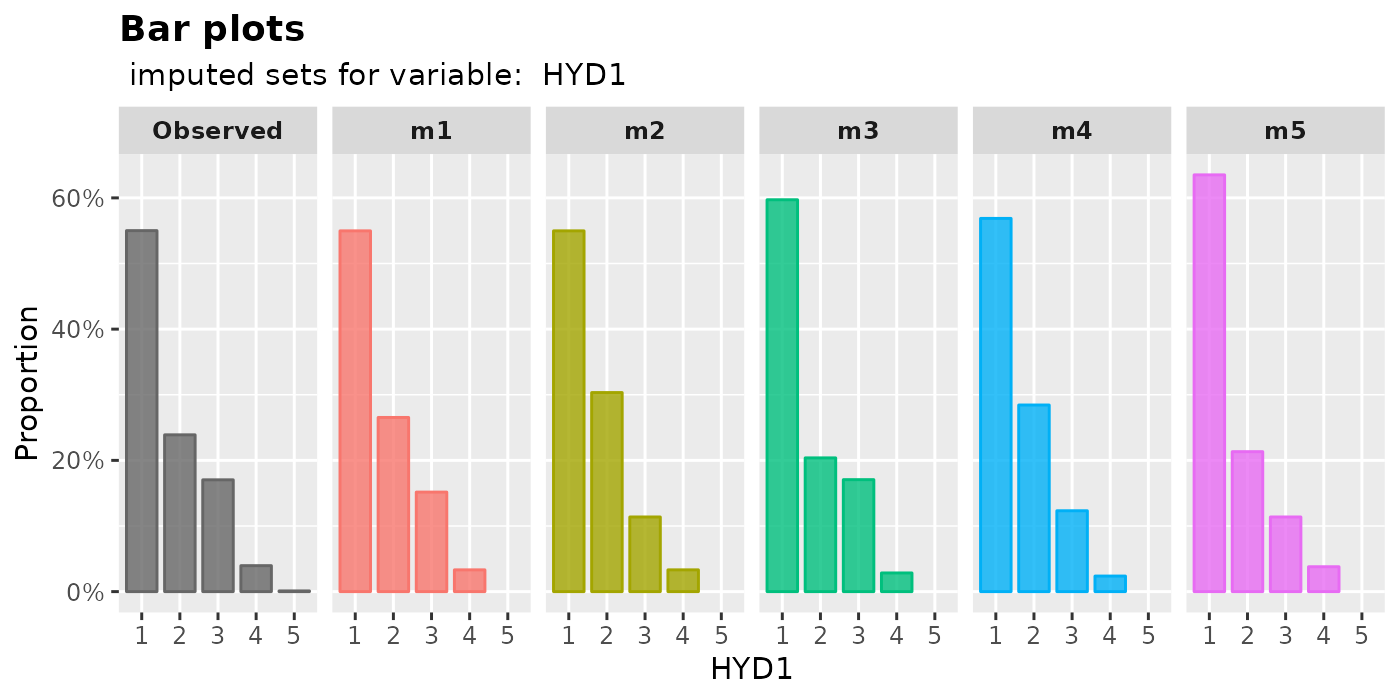 Bar plots
imputed sets for variable:  HYD1
Observed m1 m2 m3 m4 m5
60%
40%
20%
0%
Proportion
1 2 3 4 5 1 2 3 4 5 1 2 3 4 5 1 2 3 4 5 1 2 3 4 5 1 2 3 4 5
HYD1